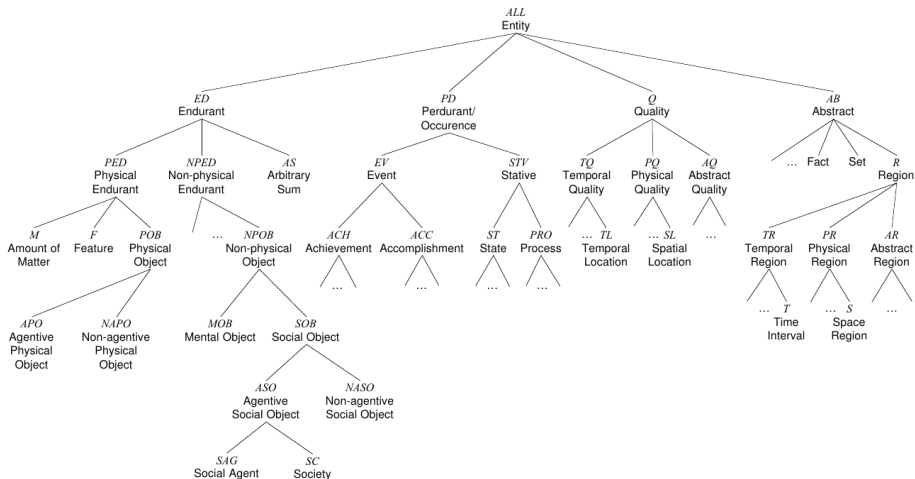 ALL
Entity
ED
Endurant
PD
Perdurant/
Occurence
Q
Quality
AB
Abstract
PED
Physical
Endurant
NPED
Non-physical
Endurant
AS
Arbitrary
Sum
EV
Event
STV
Stative
TQ
Temporal
Quality
PQ
Physical
Quality
AQ
Abstract
Quality
... Fact
Set
R
Region
M
Amount of
Matter
F
Feature
POB
Physical
Object
...
NPOB
Non-physical
Object
ACH
Achievement
...
ACC
Accomplishment
...
ST
State
...
PRO
Process
...
... TL
Temporal
Location
... SL
Spatial
Location
...
TR
Temporal
Region
PR
Physical
Region
AR
Abstract
Region
APO
Agentive
Physical
Object
NAPO
Non-agentive
Physical
Object
MOB
Mental Object
SOB
Social Object
... T
Time
Interval
... S
Space
Region
...
ASO
Agentive
Social Object
NASO
Non-agentive
Social Object
SAG
Social Agent
SC
Society